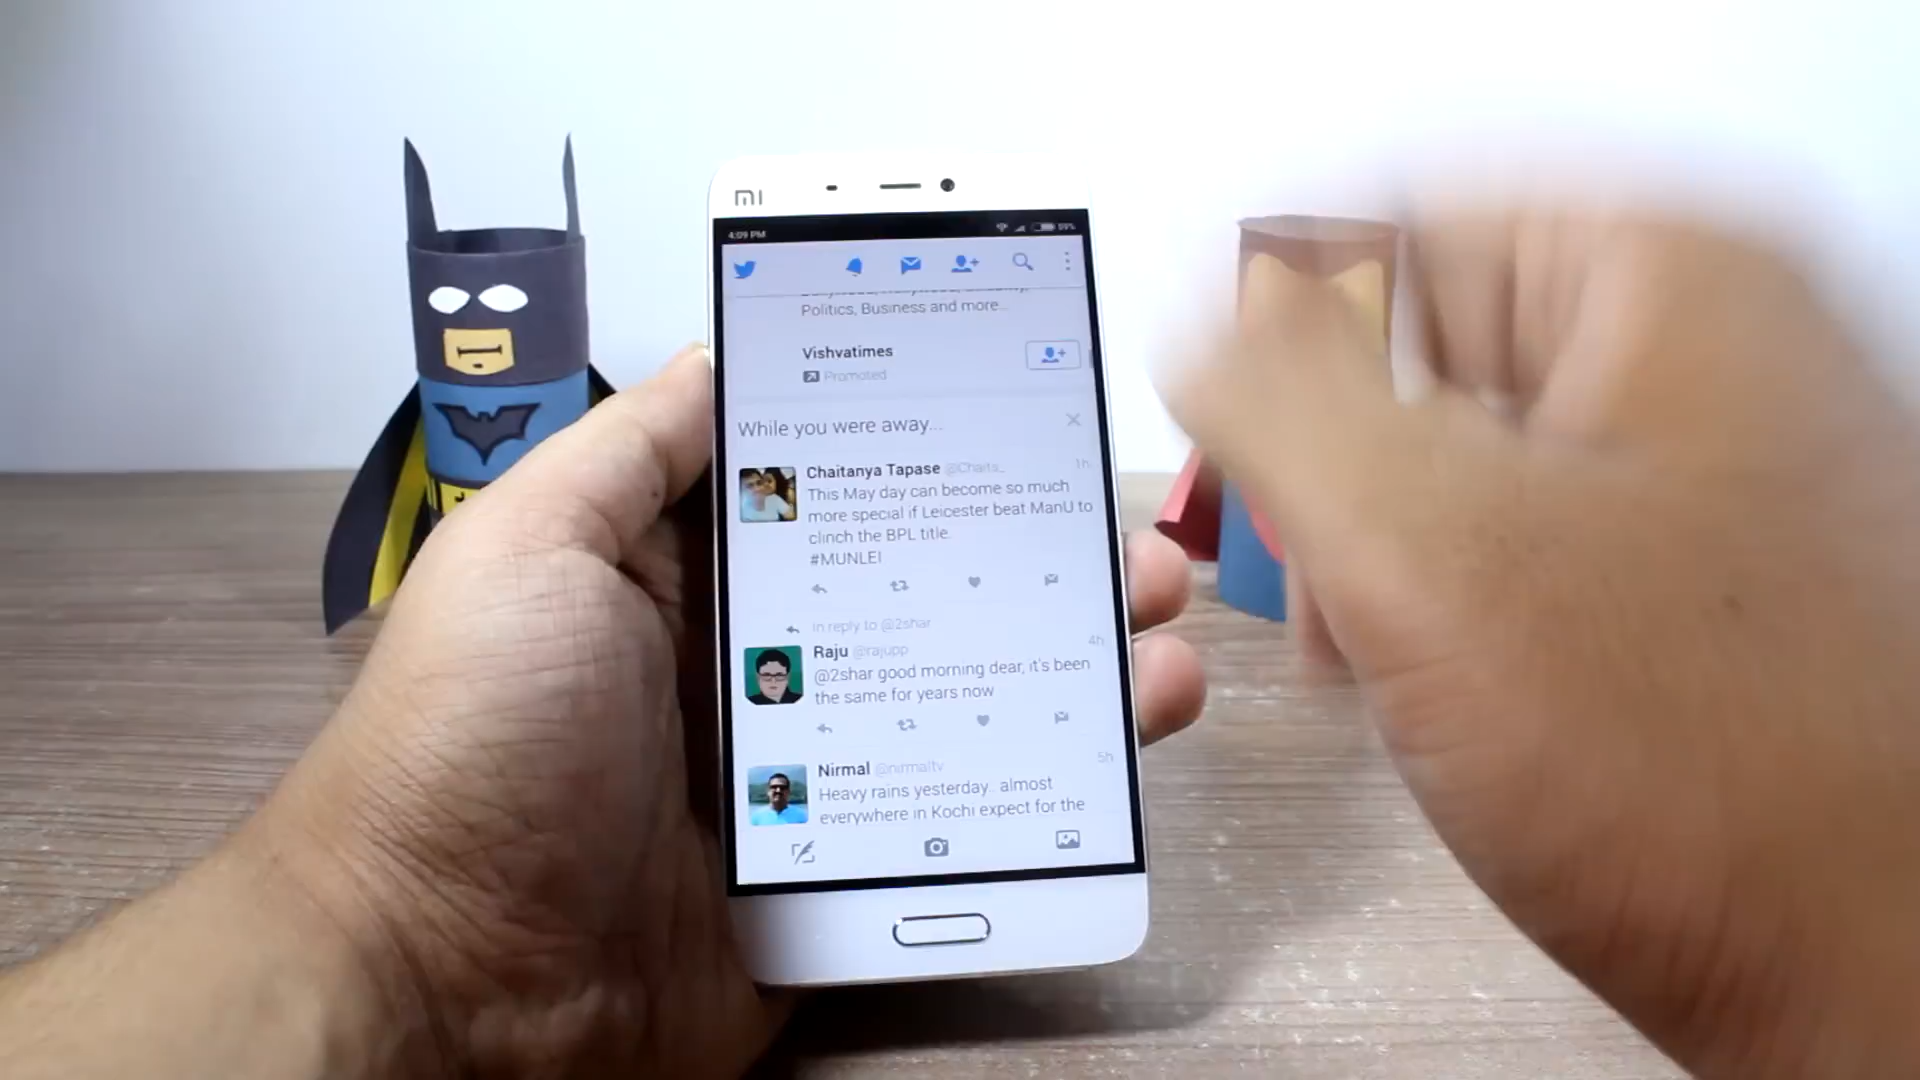 mi
4:09 PM
59%
Politics, Business and more...
Vishvatimes
Promoted
While you were away...
Chaitanya Tapase @Chaits_ 1h
This May day can become so much
more special if Leicester beat ManU to
clinch the BPL title.
#MUNLEI
In reply to @2shar
Raju @rajupp 4h
@2shar good morning dear, it's been
the same for years now
Nirmal @nirmaltv 5h
Heavy rains yesterday.. almost
everywhere in Kochi expect for the